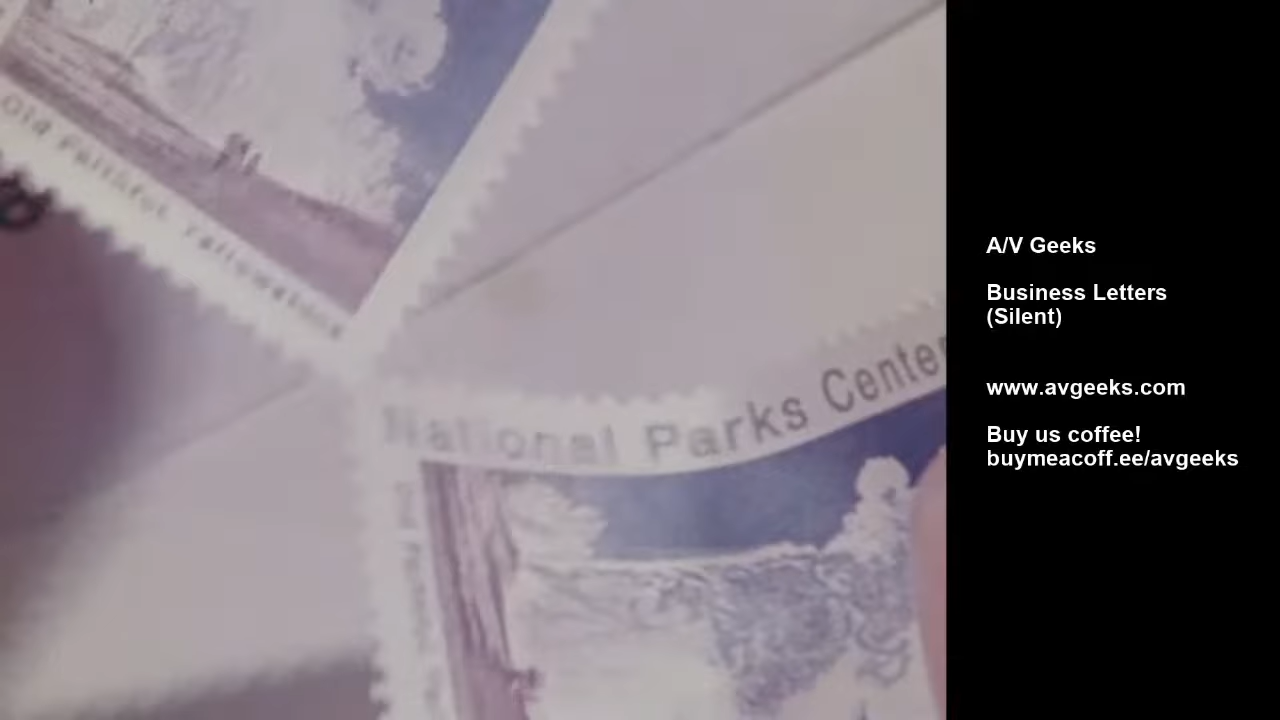 Old Faithful, Yellowstone
National Parks Center
A/V Geeks
Business Letters
(Silent)
www.avgeeks.com
Buy us coffee!
buymeacoff.ee/avgeeks